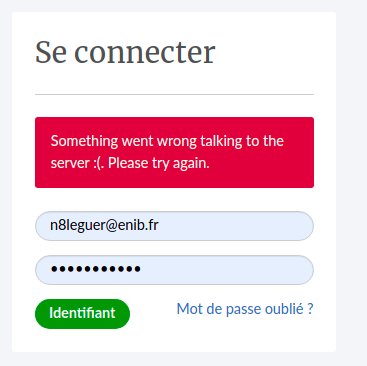 Se connecter
Something went wrong talking to the
server :(. Please try again.
n8leguer@enib.fr
•••••••••••
Identifiant
Mot de passe oublié ?